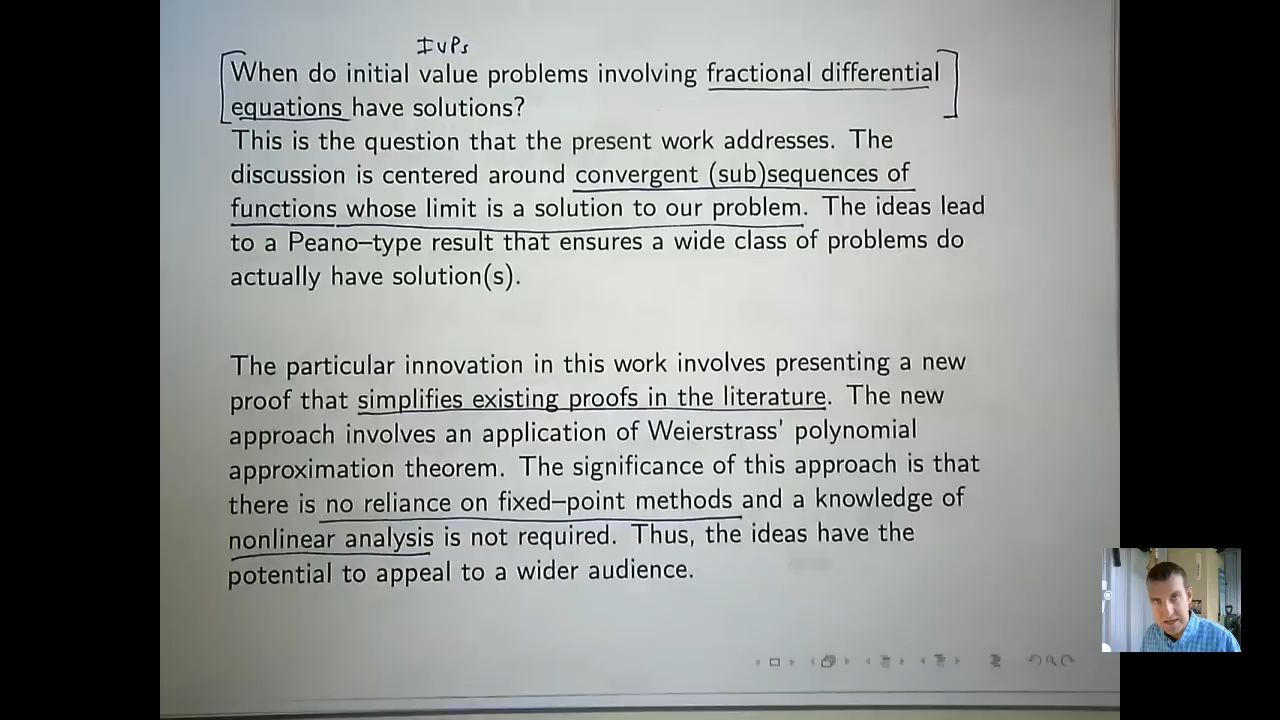 IVPs
When do initial value problems involving fractional differential
equations have solutions?
This is the question that the present work addresses. The
discussion is centered around convergent (sub)sequences of
functions whose limit is a solution to our problem. The ideas lead
to a Peano–type result that ensures a wide class of problems do
actually have solution(s).
The particular innovation in this work involves presenting a new
proof that simplifies existing proofs in the literature. The new
approach involves an application of Weierstrass' polynomial
approximation theorem. The significance of this approach is that
there is no reliance on fixed–point methods and a knowledge of
nonlinear analysis is not required. Thus, the ideas have the
potential to appeal to a wider audience.